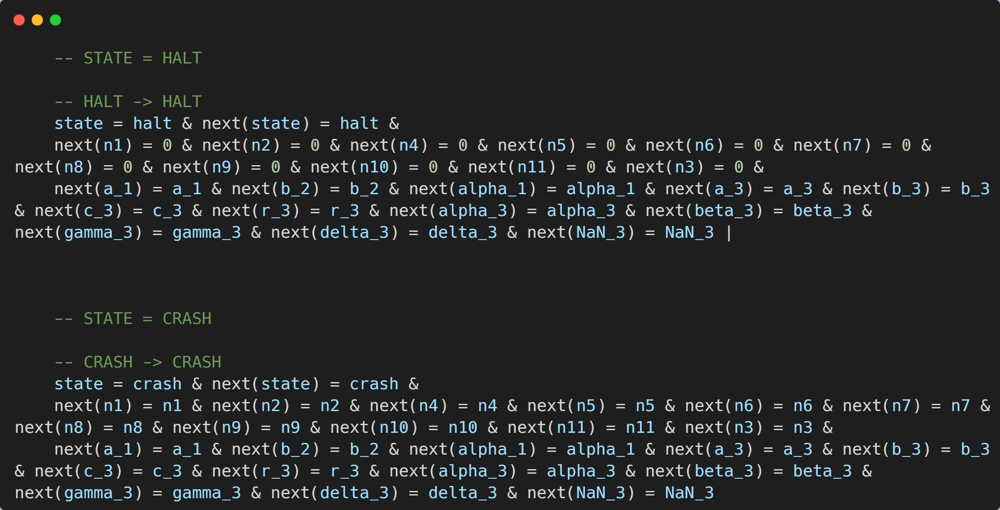 -- STATE = HALT
-- HALT -> HALT
state = halt & next(state) = halt &
next(n1) = 0 & next(n2) = 0 & next(n4) = 0 & next(n5) = 0 & next(n6) = 0 & next(n7) = 0 &
next(n8) = 0 & next(n9) = 0 & next(n10) = 0 & next(n11) = 0 & next(n3) = 0 &
next(a_1) = a_1 & next(b_2) = b_2 & next(alpha_1) = alpha_1 & next(a_3) = a_3 & next(b_3) = b_3
& next(c_3) = c_3 & next(r_3) = r_3 & next(alpha_3) = alpha_3 & next(beta_3) = beta_3 &
next(gamma_3) = gamma_3 & next(delta_3) = delta_3 & next(NaN_3) = NaN_3 |
-- STATE = CRASH
-- CRASH -> CRASH
state = crash & next(state) = crash &
next(n1) = n1 & next(n2) = n2 & next(n4) = n4 & next(n5) = n5 & next(n6) = n6 & next(n7) = n7 &
next(n8) = n8 & next(n9) = n9 & next(n10) = n10 & next(n11) = n11 & next(n3) = n3 &
next(a_1) = a_1 & next(b_2) = b_2 & next(alpha_1) = alpha_1 & next(a_3) = a_3 & next(b_3) = b_3
& next(c_3) = c_3 & next(r_3) = r_3 & next(alpha_3) = alpha_3 & next(beta_3) = beta_3 &
next(gamma_3) = gamma_3 & next(delta_3) = delta_3 & next(NaN_3) = NaN_3